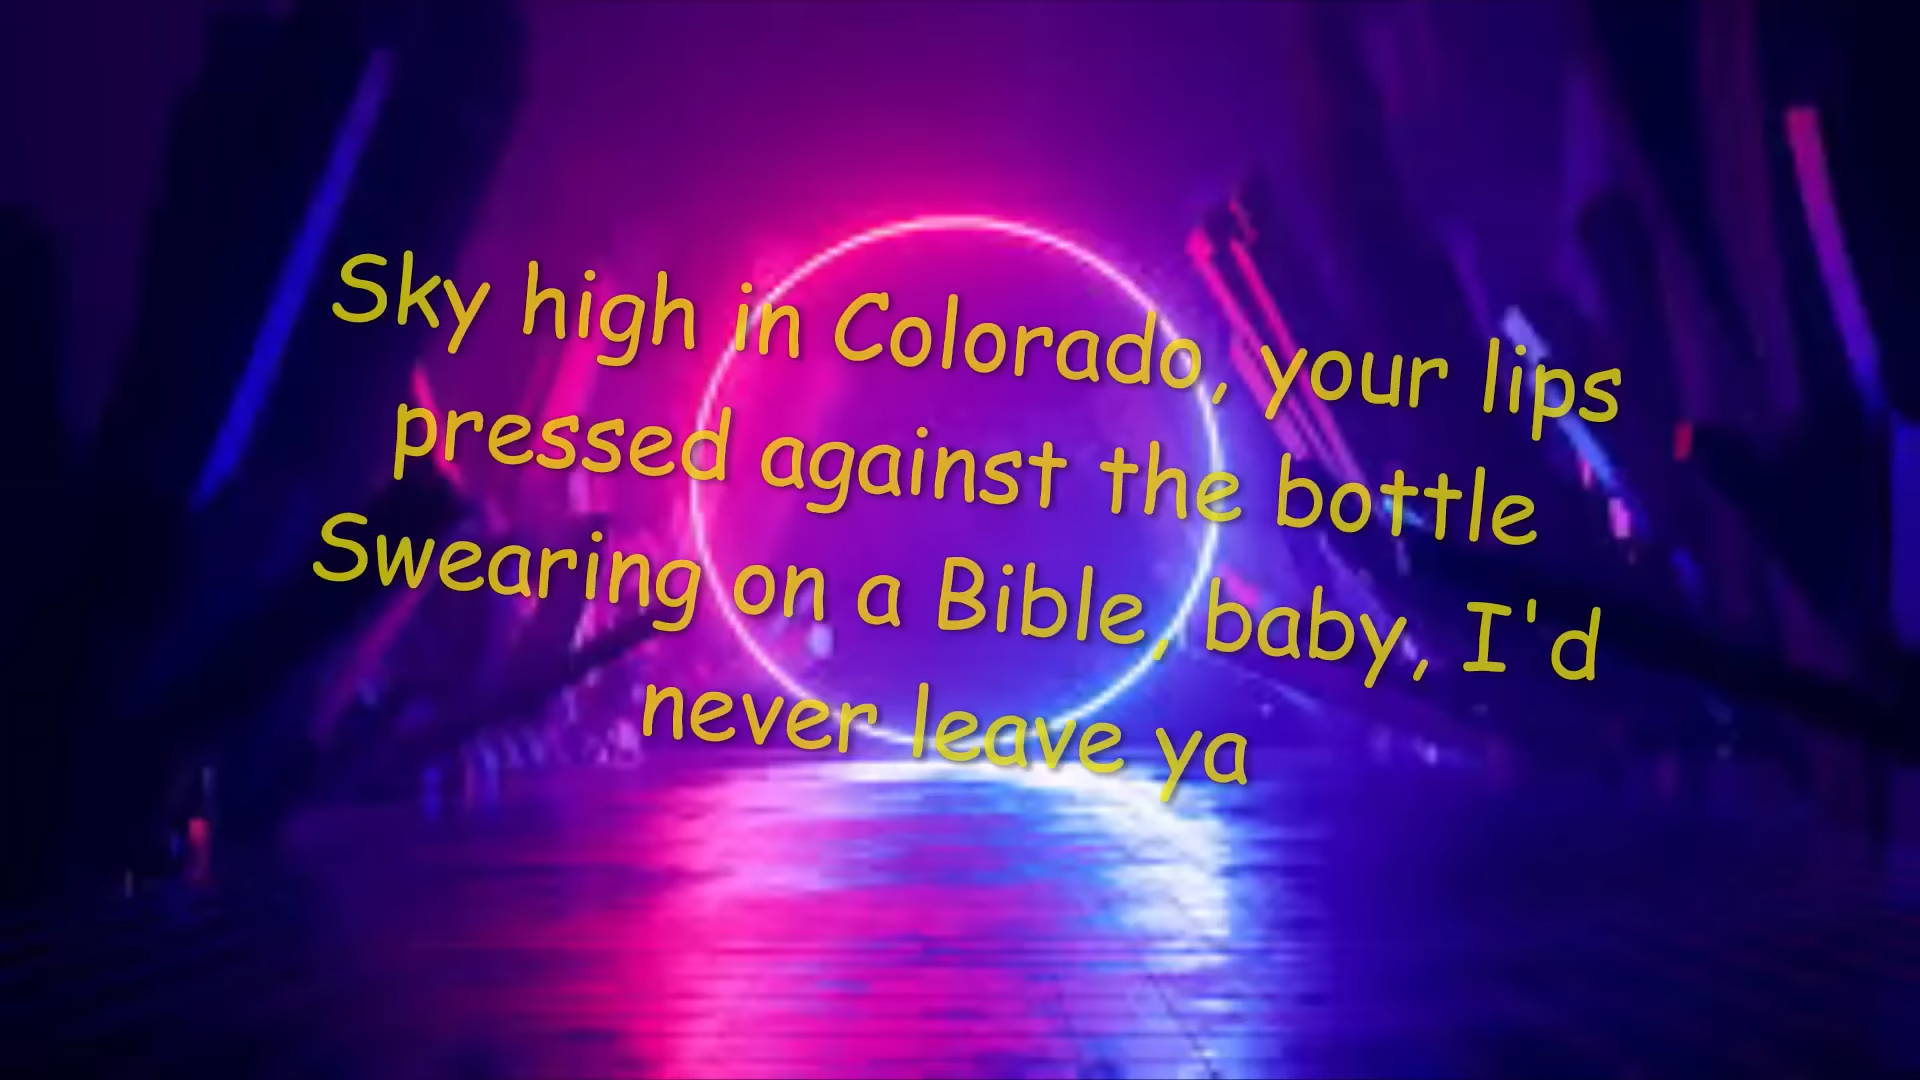 Sky high in Colorado, your lips
pressed against the bottle
Swearing on a Bible, baby, I'd
never leave ya